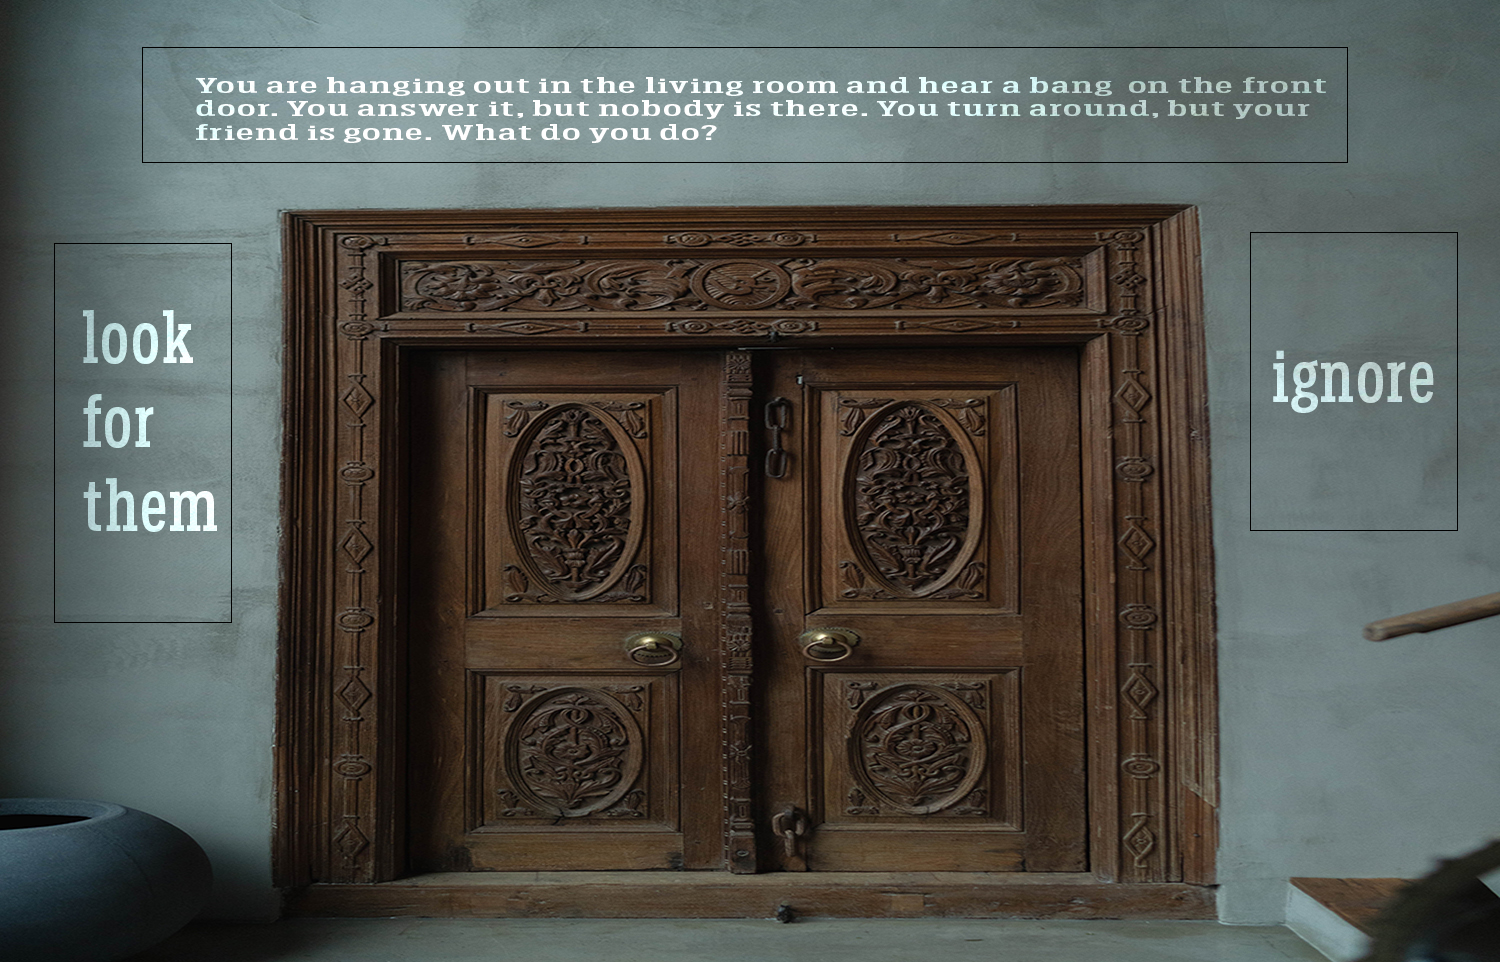 You are hanging out in the living room and hear a bang on the front
door. You answer it, but nobody is there. You turn around, but your
friend is gone. What do you do?
look
for
them
ignore